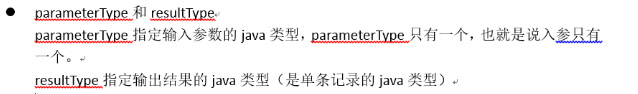 ● parameterType 和 resultType
parameterType 指定输入参数的 java 类型，parameterType 只有一个，也就是说入参只有
一个。
resultType 指定输出结果的 java 类型（是单条记录的 java 类型）